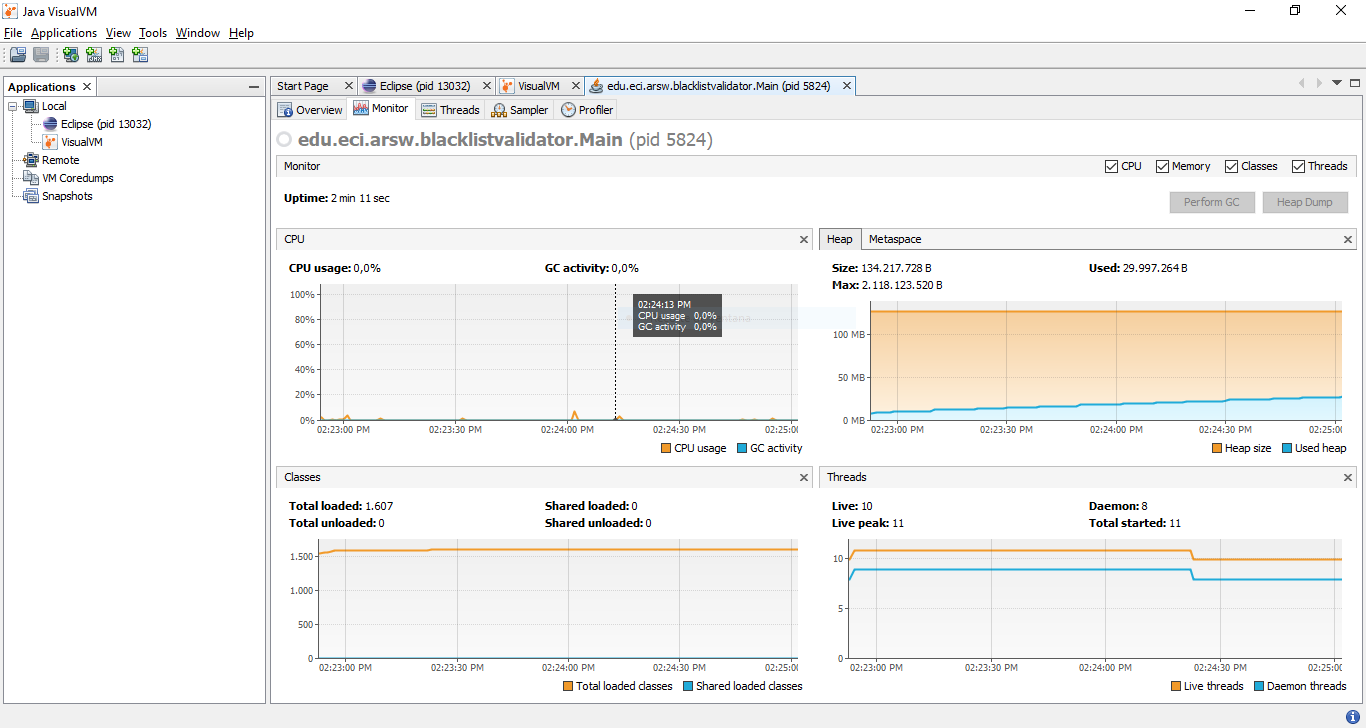 Java VisualVM
File Applications View Tools Window Help
Applications
Local
Eclipse (pid 13032)
VisualVM
Remote
VM Coredumps
Snapshots
Start Page Eclipse (pid 13032) VisualVM edu.eci.arsw.blacklistvalidator.Main (pid 5824)
Overview Monitor Threads Sampler Profiler
edu.eci.arsw.blacklistvalidator.Main (pid 5824)
Monitor CPU Memory Classes Threads
Uptime: 2 min 11 sec
Perform GC Heap Dump
CPU
CPU usage: 0,0% GC activity: 0,0%
100%
80%
60%
40%
20%
0%
02:24:13 PM
CPU usage 0,0%
GC activity 0,0%
02:23:00 PM 02:23:30 PM 02:24:00 PM 02:24:30 PM 02:25:0
CPU usage GC activity
Heap Metaspace
Size: 134.217.728 B Used: 29.997.264 B
Max: 2.118.123.520 B
100 MB
50 MB
0 MB
02:23:00 PM 02:23:30 PM 02:24:00 PM 02:24:30 PM 02:25:0
Heap size Used heap
Classes
Total loaded: 1.607 Shared loaded: 0
Total unloaded: 0 Shared unloaded: 0
1.500
1.000
500
0
02:23:00 PM 02:23:30 PM 02:24:00 PM 02:24:30 PM 02:25:0
Total loaded classes Shared loaded classes
Threads
Live: 10 Daemon: 8
Live peak: 11 Total started: 11
10
5
0
02:23:00 PM 02:23:30 PM 02:24:00 PM 02:24:30 PM 02:25:0
Live threads Daemon threads